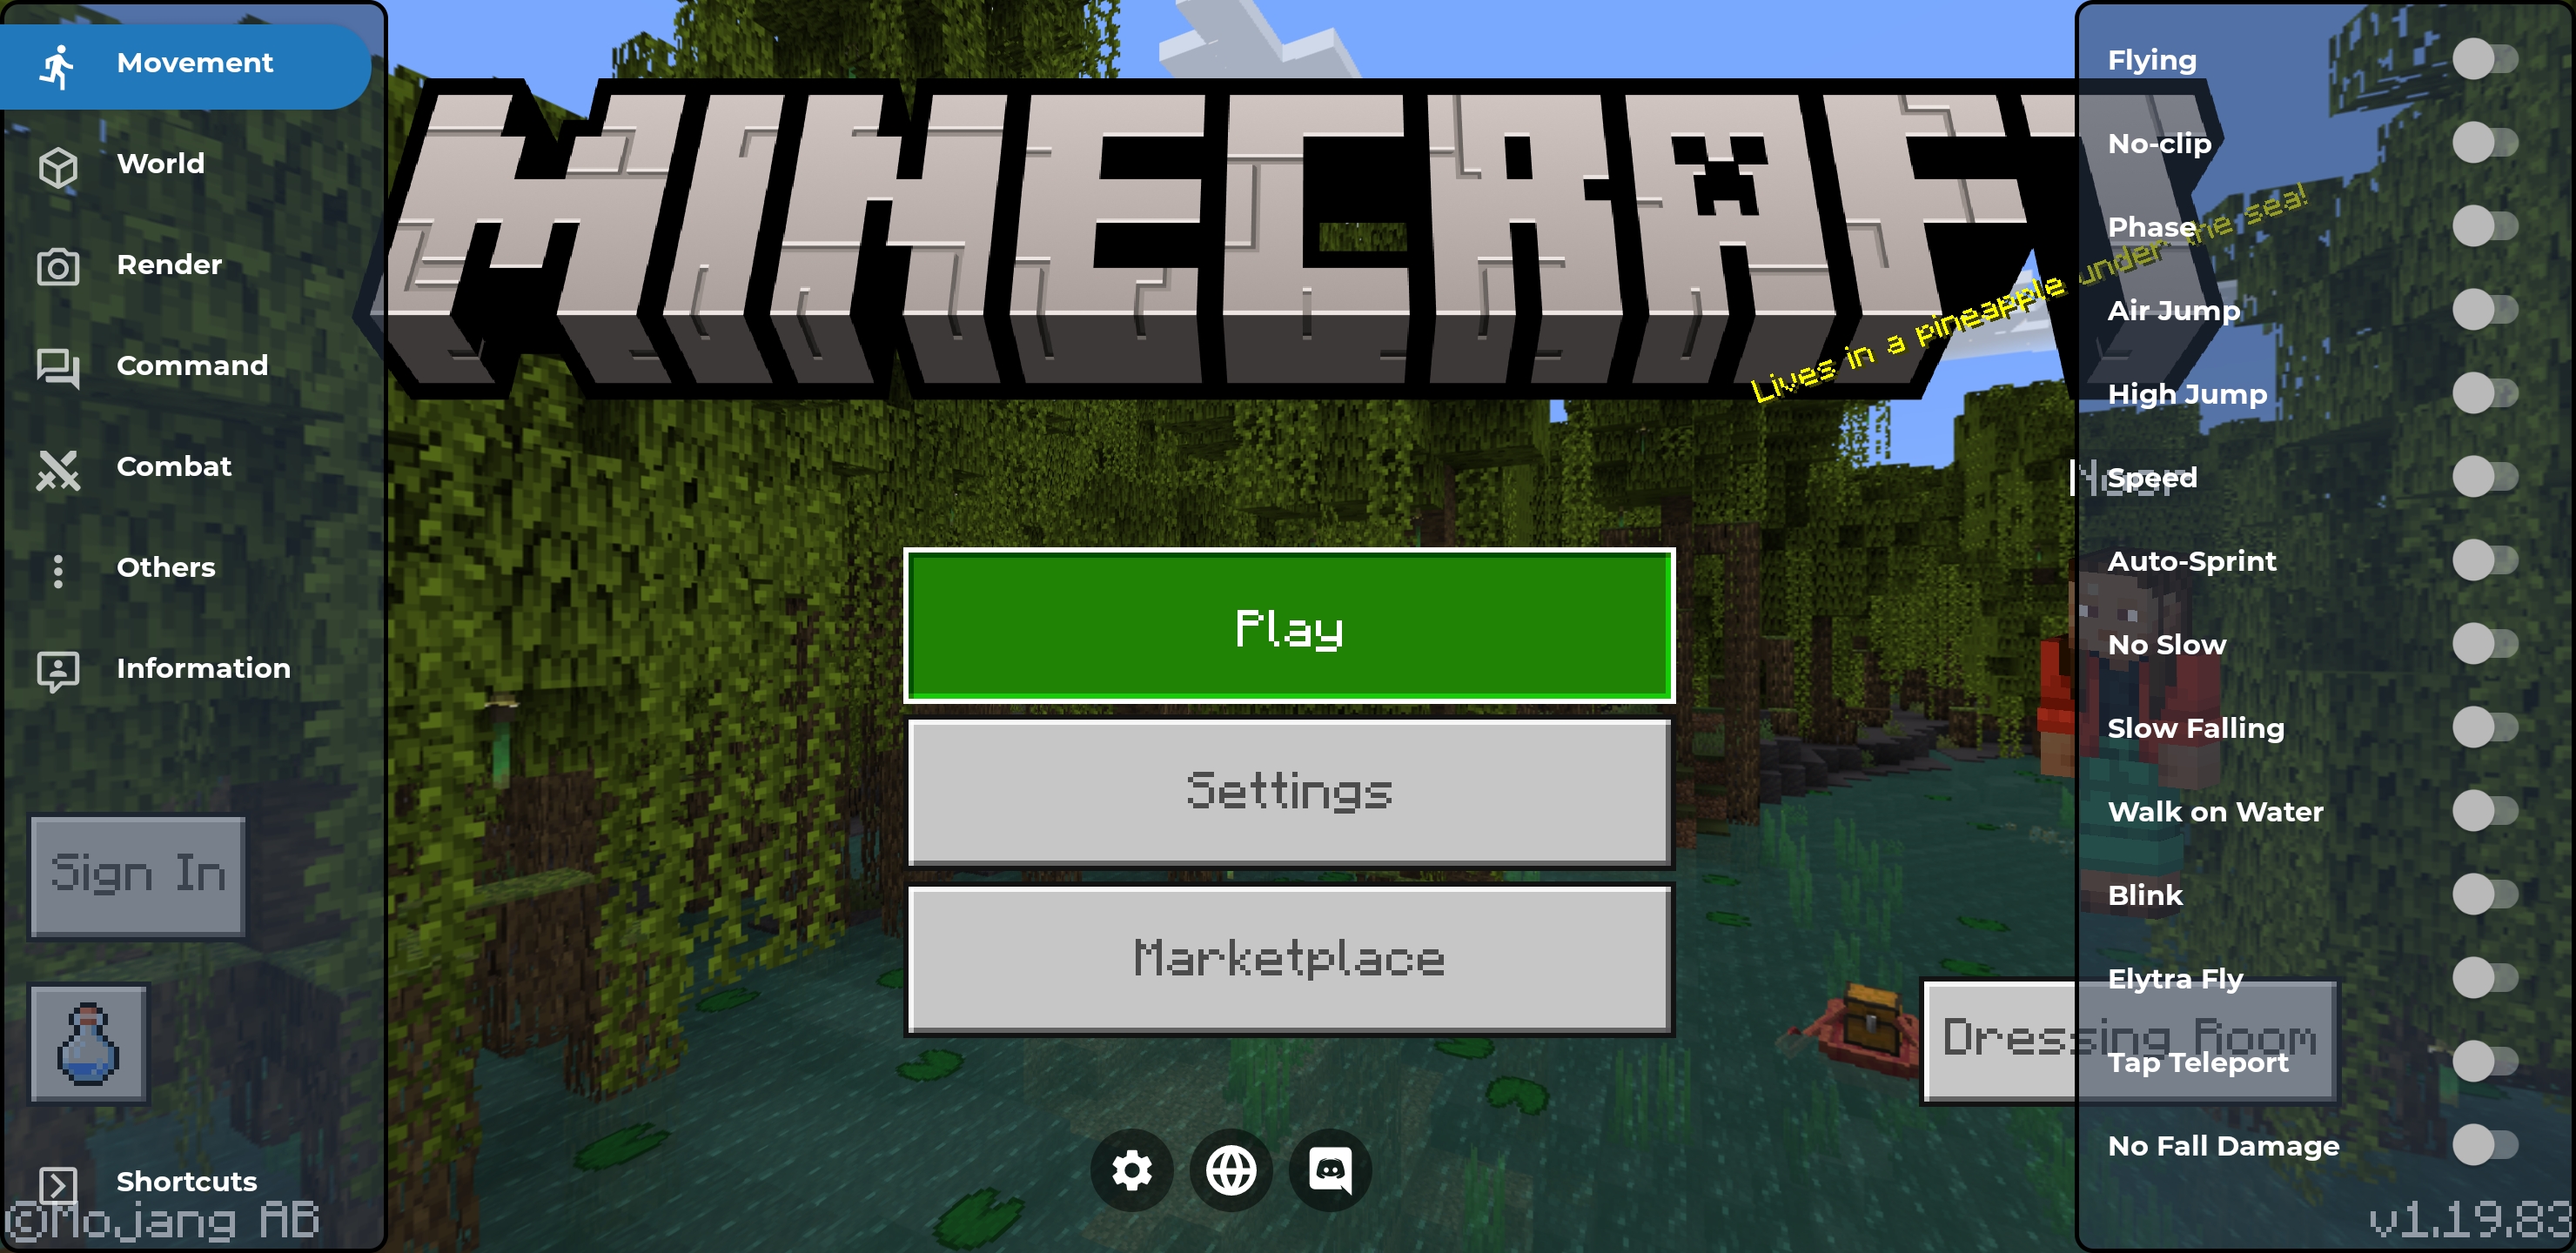 Movement
World
Render
Command
Combat
Others
Information
Sign In
Shortcuts
©Mojang AB
MINECRAFT
Lives in a pineapple under the sea!
Play
Settings
Marketplace
Dressing Room
Flying
No-clip
Phase
Air Jump
High Jump
Speed
Auto-Sprint
No Slow
Slow Falling
Walk on Water
Blink
Elytra Fly
Tap Teleport
No Fall Damage
v1.19.83